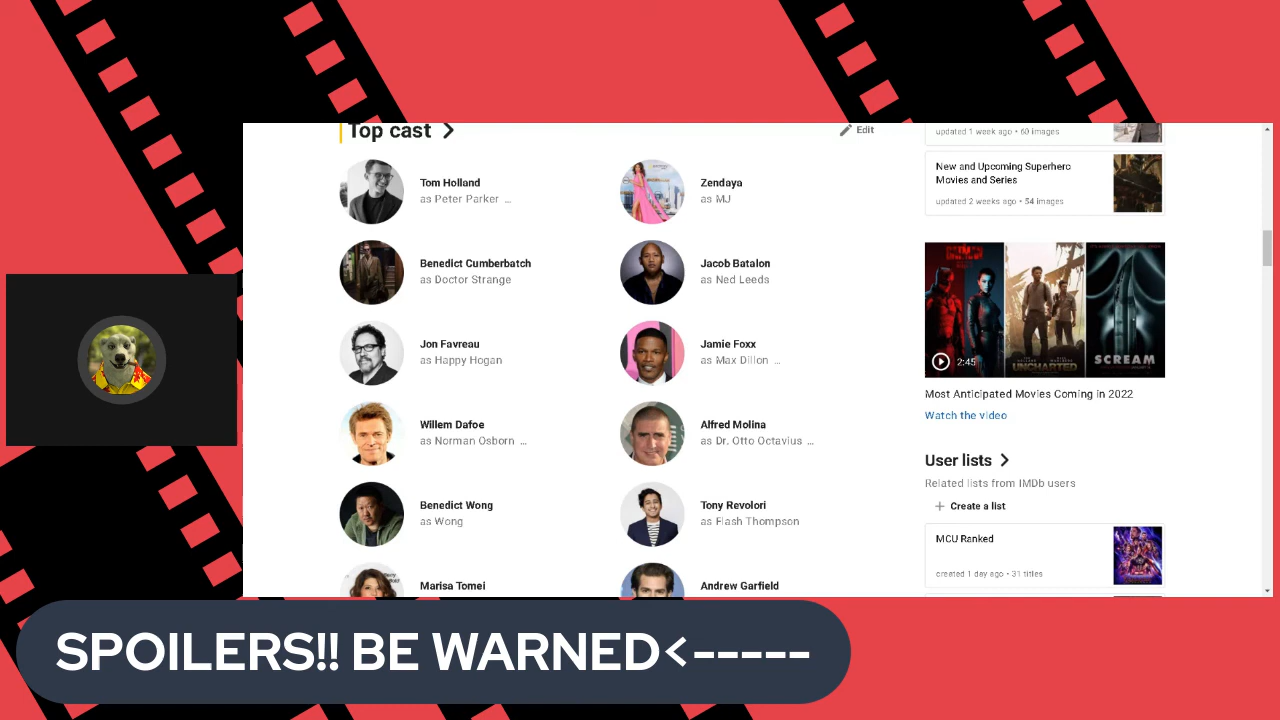 Top cast
Edit
Tom Holland
as Peter Parker ...
Zendaya
as MJ
Benedict Cumberbatch
as Doctor Strange
Jacob Batalon
as Ned Leeds
Jon Favreau
as Happy Hogan
Jamie Foxx
as Max Dillon ...
Willem Dafoe
as Norman Osborn ...
Alfred Molina
as Dr. Otto Octavius ...
Benedict Wong
as Wong
Tony Revolori
as Flash Thompson
Marisa Tomei
Andrew Garfield
updated 1 week ago • 60 images
New and Upcoming Superhero
Movies and Series
updated 2 weeks ago • 54 images
UNCHARTED
SCREAM
2:45
Most Anticipated Movies Coming in 2022
Watch the video
User lists
Related lists from IMDb users
+ Create a list
MCU Ranked
created 1 day ago • 31 titles
SPOILERS!! BE WARNED<-----